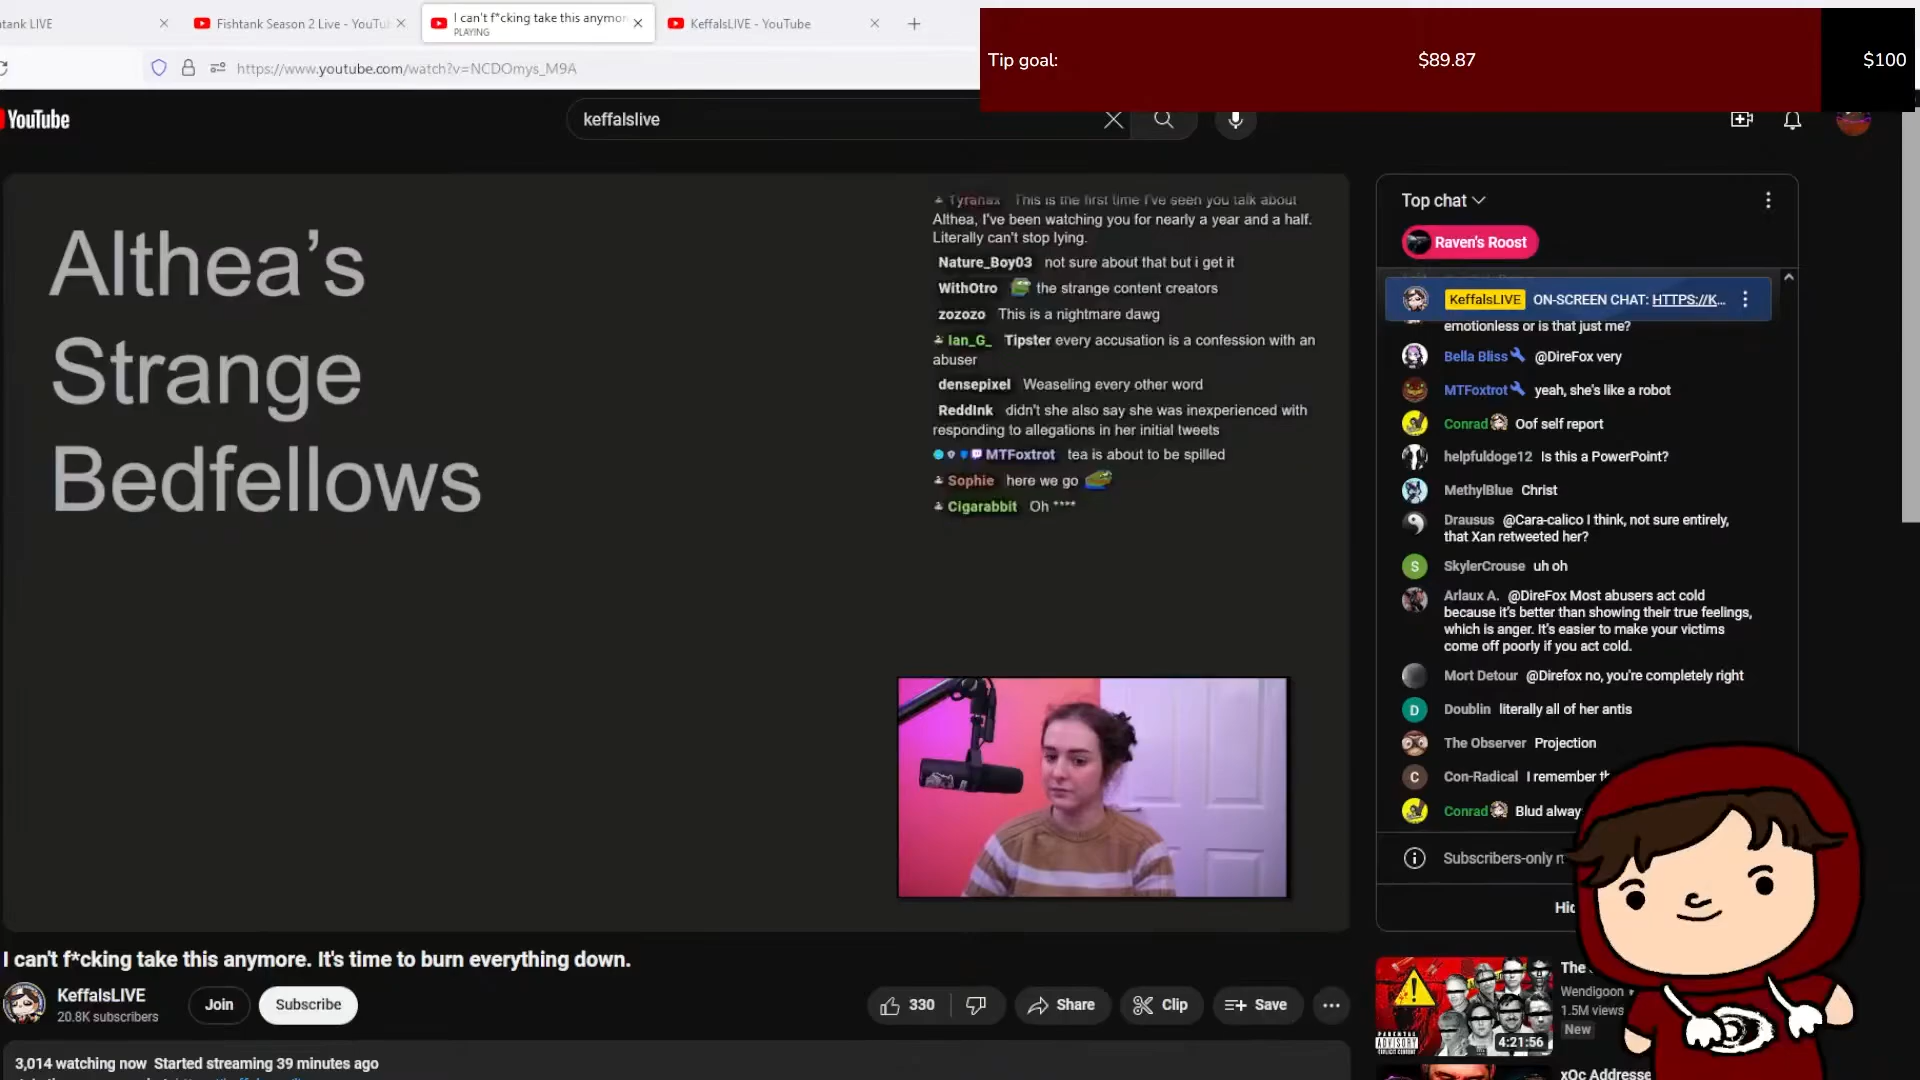 tank LIVE
Fishtank Season 2 Live - YouTu
I can't f*cking take this anymor
PLAYING
KeffalsLIVE - YouTube
https://www.youtube.com/watch?v=NCDOmys_M9A
Tip goal:
$89.87
$100
YouTube
keffalslive
Althea's
Strange
Bedfellows
Tyranax This is the first time I've seen you talk about
Althea, I've been watching you for nearly a year and a half.
Literally can't stop lying.
Nature_Boy03 not sure about that but i get it
WithOtro the strange content creators
zozozo This is a nightmare dawg
Ian_G_ Tipster every accusation is a confession with an
abuser
densepixel Weaseling every other word
ReddInk didn't she also say she was inexperienced with
responding to allegations in her initial tweets
MTFoxtrot tea is about to be spilled
Sophie here we go
Cigarabbit Oh ****
Top chat
Raven's Roost
KeffalsLIVE ON-SCREEN CHAT: HTTPS://K...
emotionless or is that just me?
Bella Bliss @DireFox very
MTFoxtrot yeah, she's like a robot
Conrad Oof self report
helpfuldoge12 Is this a PowerPoint?
MethylBlue Christ
Drausus @Cara-calico I think, not sure entirely,
that Xan retweeted her?
S SkylerCrouse uh oh
Arlaux A. @DireFox Most abusers act cold
because it's better than showing their true feelings,
which is anger. It's easier to make your victims
come off poorly if you act cold.
Mort Detour @Direfox no, you're completely right
D Doublin literally all of her antis
The Observer Projection
C Con-Radical I remember th
Conrad Blud alway
Subscribers-only m
Hid
I can't f*cking take this anymore. It's time to burn everything down.
KeffalsLIVE
20.8K subscribers
Join
Subscribe
330
Share
Clip
Save
3,014 watching now Started streaming 39 minutes ago
The
Wendigoon
1.5M views
New
PARENTAL
ADVISORY
EXPLICIT CONTENT
4:21:56
xQc Addresse